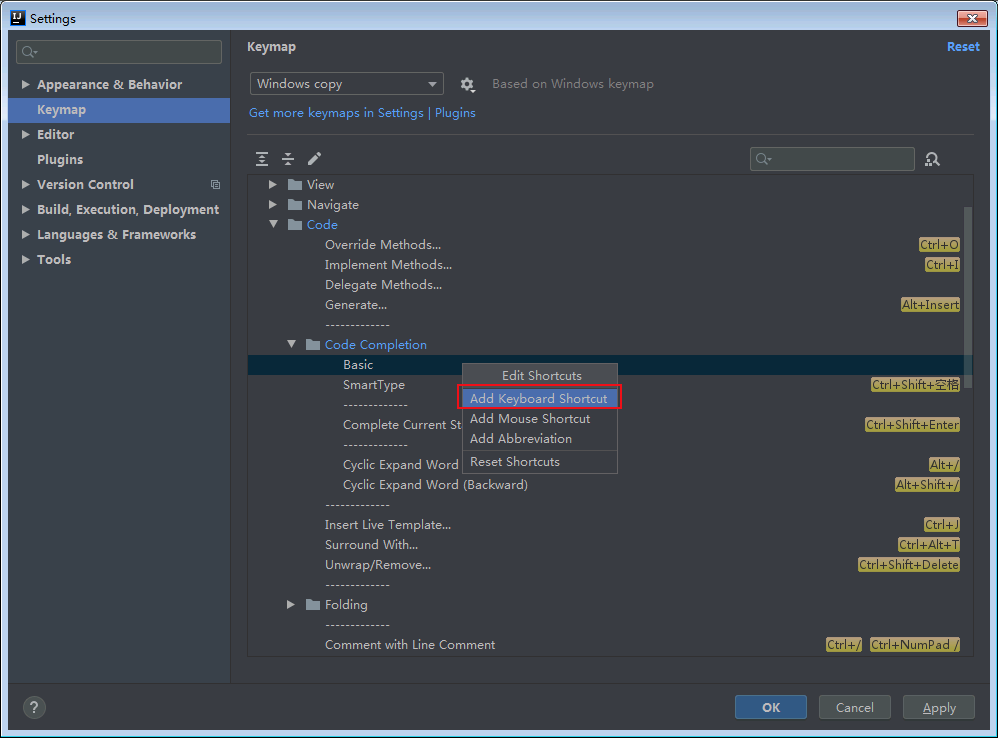 IJ Settings
Keymap
Reset
Appearance & Behavior
Keymap
Editor
Plugins
Version Control
Build, Execution, Deployment
Languages & Frameworks
Tools
Windows copy
Based on Windows keymap
Get more keymaps in Settings | Plugins
View
Navigate
Code
Override Methods... Ctrl+O
Implement Methods... Ctrl+I
Delegate Methods...
Generate... Alt+Insert
-------------
Code Completion
Basic
SmartType Ctrl+Shift+空格
-------------
Complete Current St Ctrl+Shift+Enter
-------------
Cyclic Expand Word Alt+/
Cyclic Expand Word (Backward) Alt+Shift+/
-------------
Insert Live Template... Ctrl+J
Surround With... Ctrl+Alt+T
Unwrap/Remove... Ctrl+Shift+Delete
-------------
Folding
-------------
Comment with Line Comment Ctrl+/ Ctrl+NumPad /
Edit Shortcuts
Add Keyboard Shortcut
Add Mouse Shortcut
Add Abbreviation
Reset Shortcuts
?
OK
Cancel
Apply